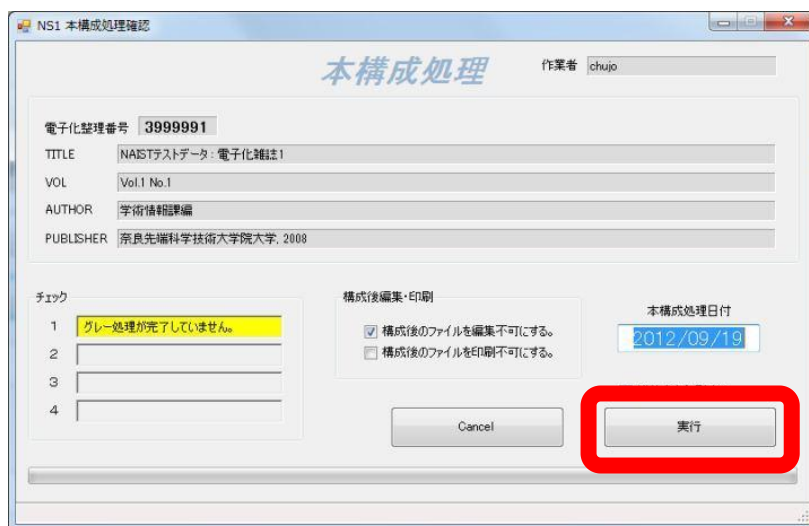 NS1 本構成処理確認
本構成処理
作業者 chujo
電子化整理番号 3999991
TITLE NAISTテストデータ：電子化雑誌1
VOL Vol.1 No.1
AUTHOR 学術情報課編
PUBLISHER 奈良先端科学技術大学院大学, 2008
チェック
1 グレー処理が完了していません。
2
3
4
構成後編集・印刷
構成後のファイルを編集不可にする。
構成後のファイルを印刷不可にする。
本構成処理日付
2012/09/19
Cancel
実行